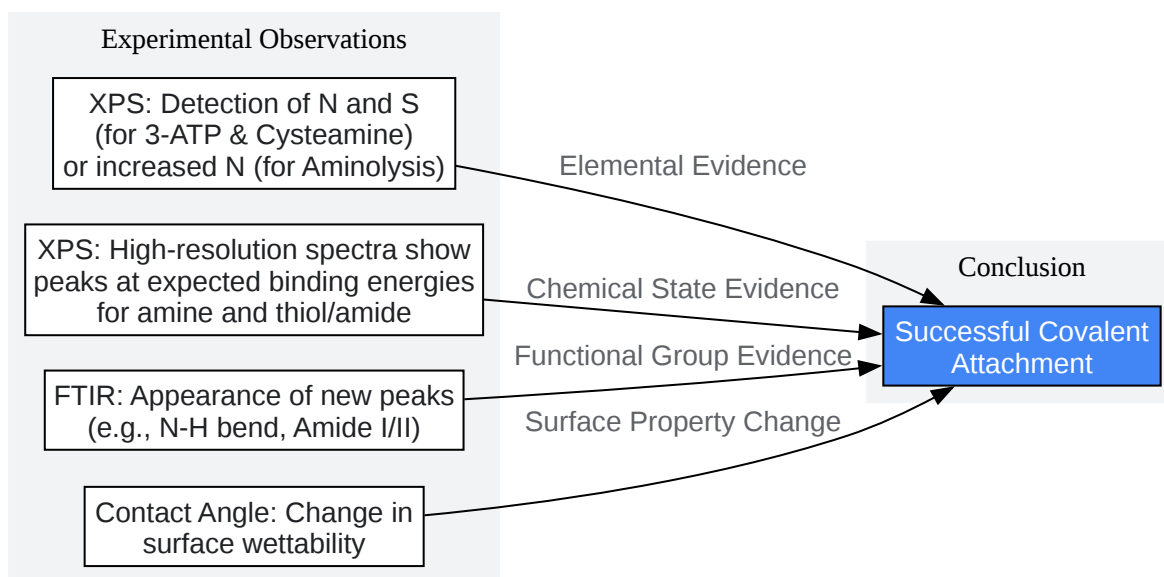 Experimental Observations
XPS: Detection of N and S
(for 3-ATP & Cysteamine)
or increased N (for Aminolysis)
Elemental Evidence
XPS: High-resolution spectra show
peaks at expected binding energies
for amine and thiol/amide
Chemical State Evidence
FTIR: Appearance of new peaks
(e.g., N-H bend, Amide I/II)
Functional Group Evidence
Contact Angle: Change in
surface wettability
Surface Property Change
Conclusion
Successful Covalent
Attachment